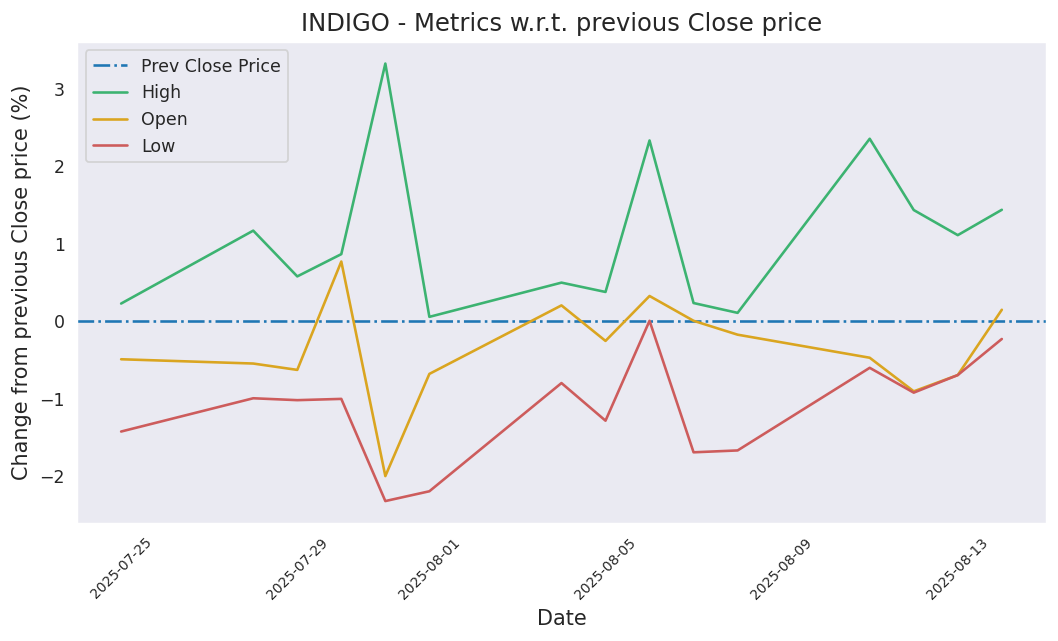 INDIGO - Metrics w.r.t. previous Close price
Prev Close Price
High
Open
Low
Change from previous Close price (%)
3
2
1
0
−1
−2
2025-07-25
2025-07-29
2025-08-01
2025-08-05
2025-08-09
2025-08-13
Date